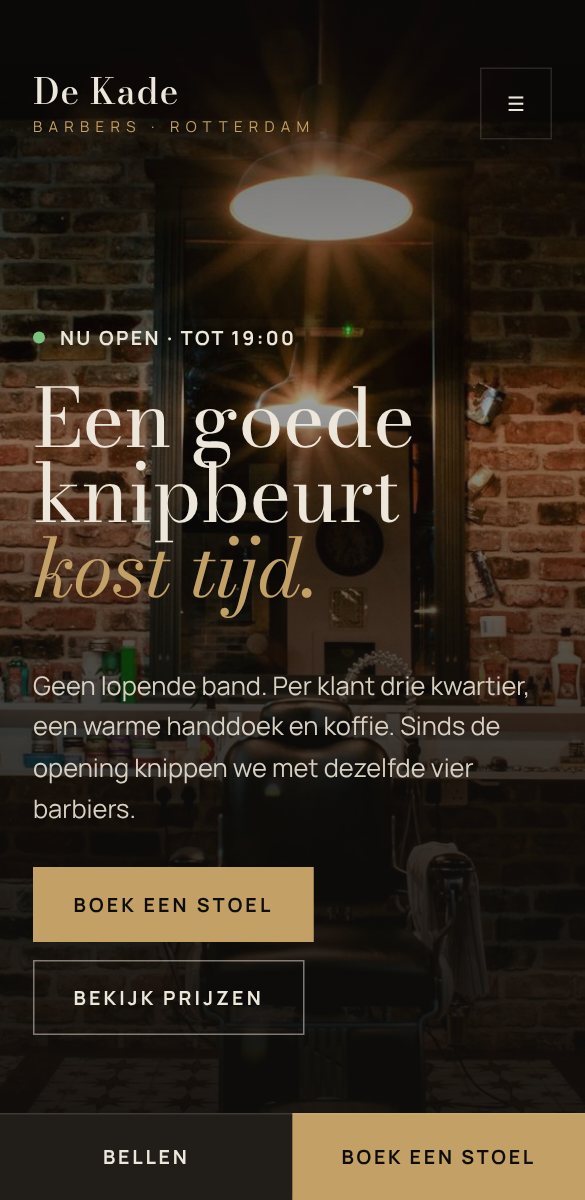 De Kade
BARBERS · ROTTERDAM
☰
NU OPEN · TOT 19:00
Een goede
knipbeurt
kost tijd.
Geen lopende band. Per klant drie kwartier,
een warme handdoek en koffie. Sinds de
opening knippen we met dezelfde vier
barbiers.
BOEK EEN STOEL
BEKIJK PRIJZEN
BELLEN
BOEK EEN STOEL